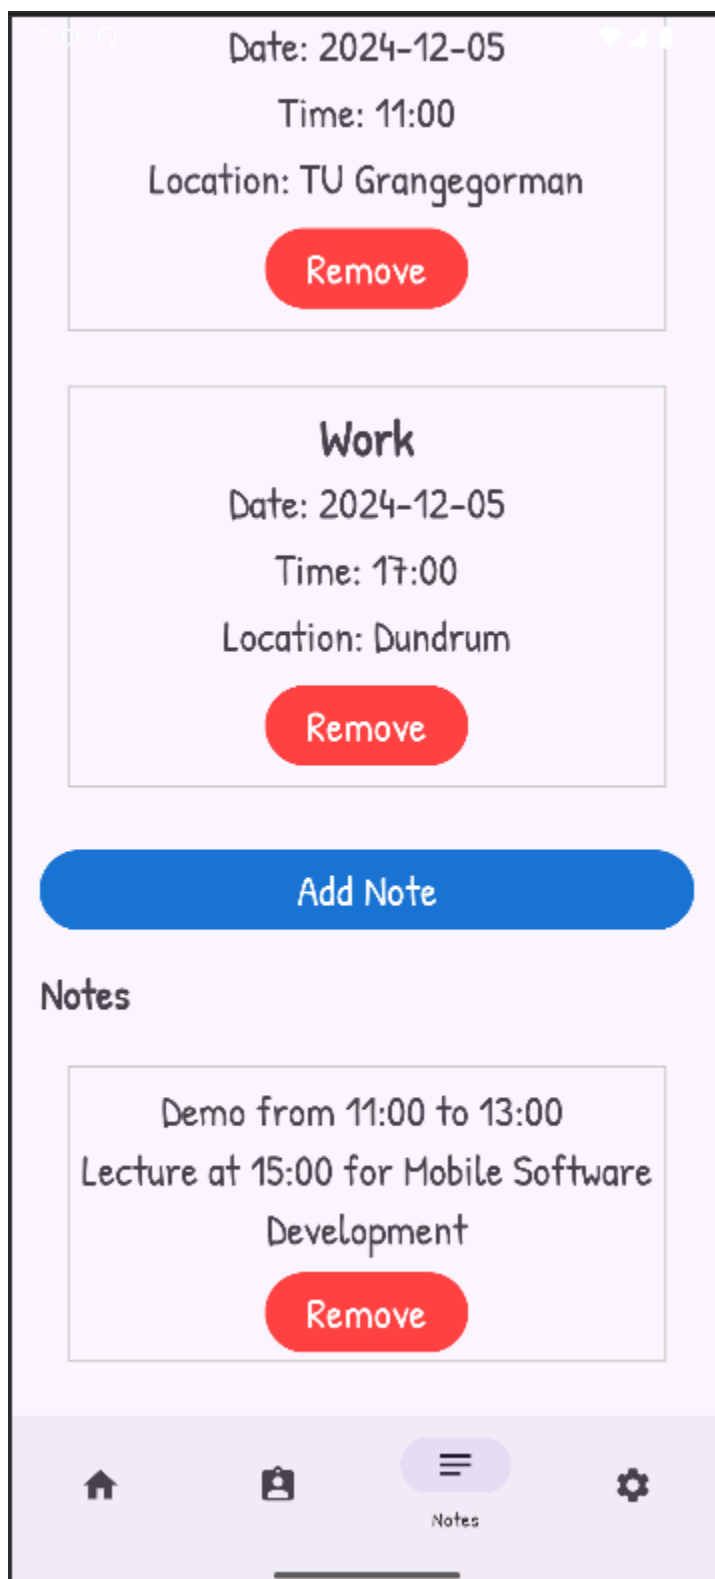 5:06
Date: 2024-12-05
Time: 11:00
Location: TU Grangegorman
Remove
Work
Date: 2024-12-05
Time: 17:00
Location: Dundrum
Remove
Add Note
Notes
Demo from 11:00 to 13:00
Lecture at 15:00 for Mobile Software
Development
Remove
Notes